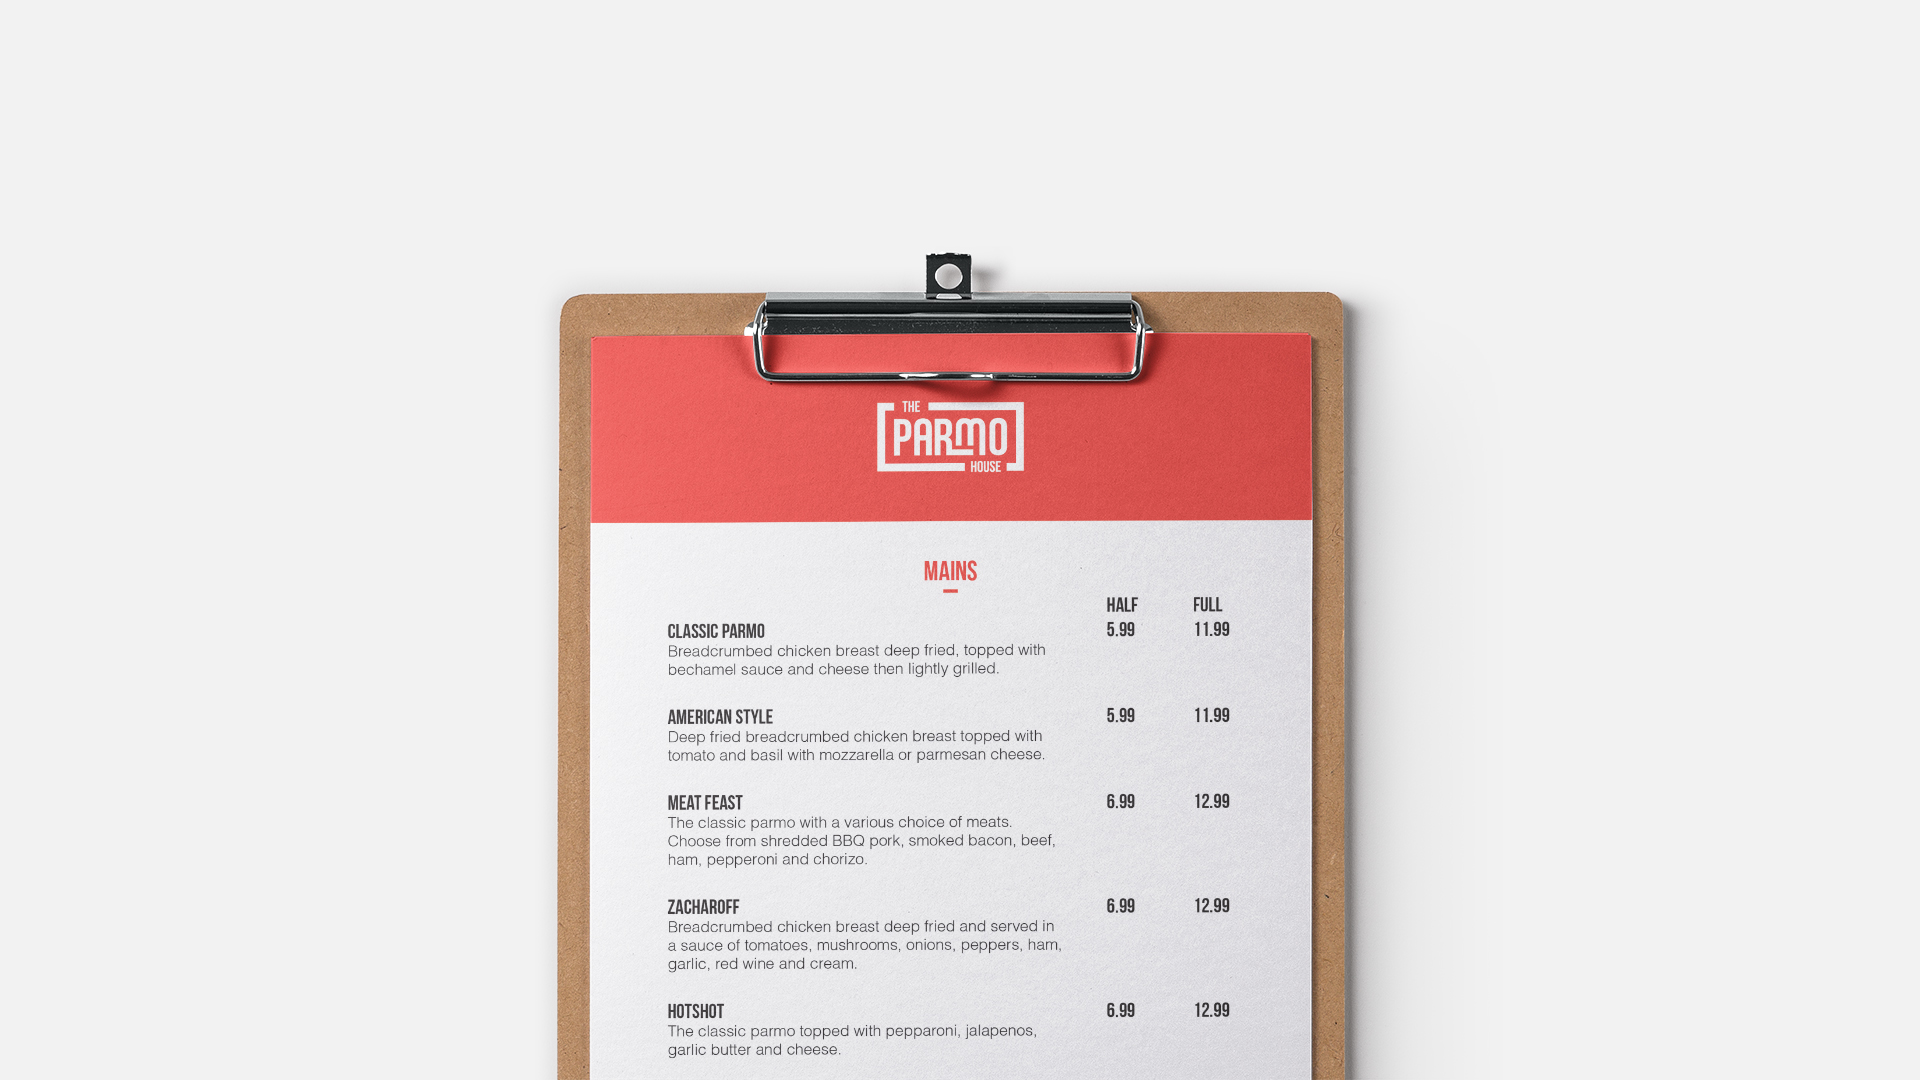 THE
PARMO
HOUSE
MAINS
HALF FULL
CLASSIC PARMO 5.99 11.99
Breadcrumbed chicken breast deep fried, topped with
bechamel sauce and cheese then lightly grilled.
AMERICAN STYLE 5.99 11.99
Deep fried breadcrumbed chicken breast topped with
tomato and basil with mozzarella or parmesan cheese.
MEAT FEAST 6.99 12.99
The classic parmo with a various choice of meats.
Choose from shredded BBQ pork, smoked bacon, beef,
ham, pepperoni and chorizo.
ZACHAROFF 6.99 12.99
Breadcrumbed chicken breast deep fried and served in
a sauce of tomatoes, mushrooms, onions, peppers, ham,
garlic, red wine and cream.
HOTSHOT 6.99 12.99
The classic parmo topped with pepparoni, jalapenos,
garlic butter and cheese.